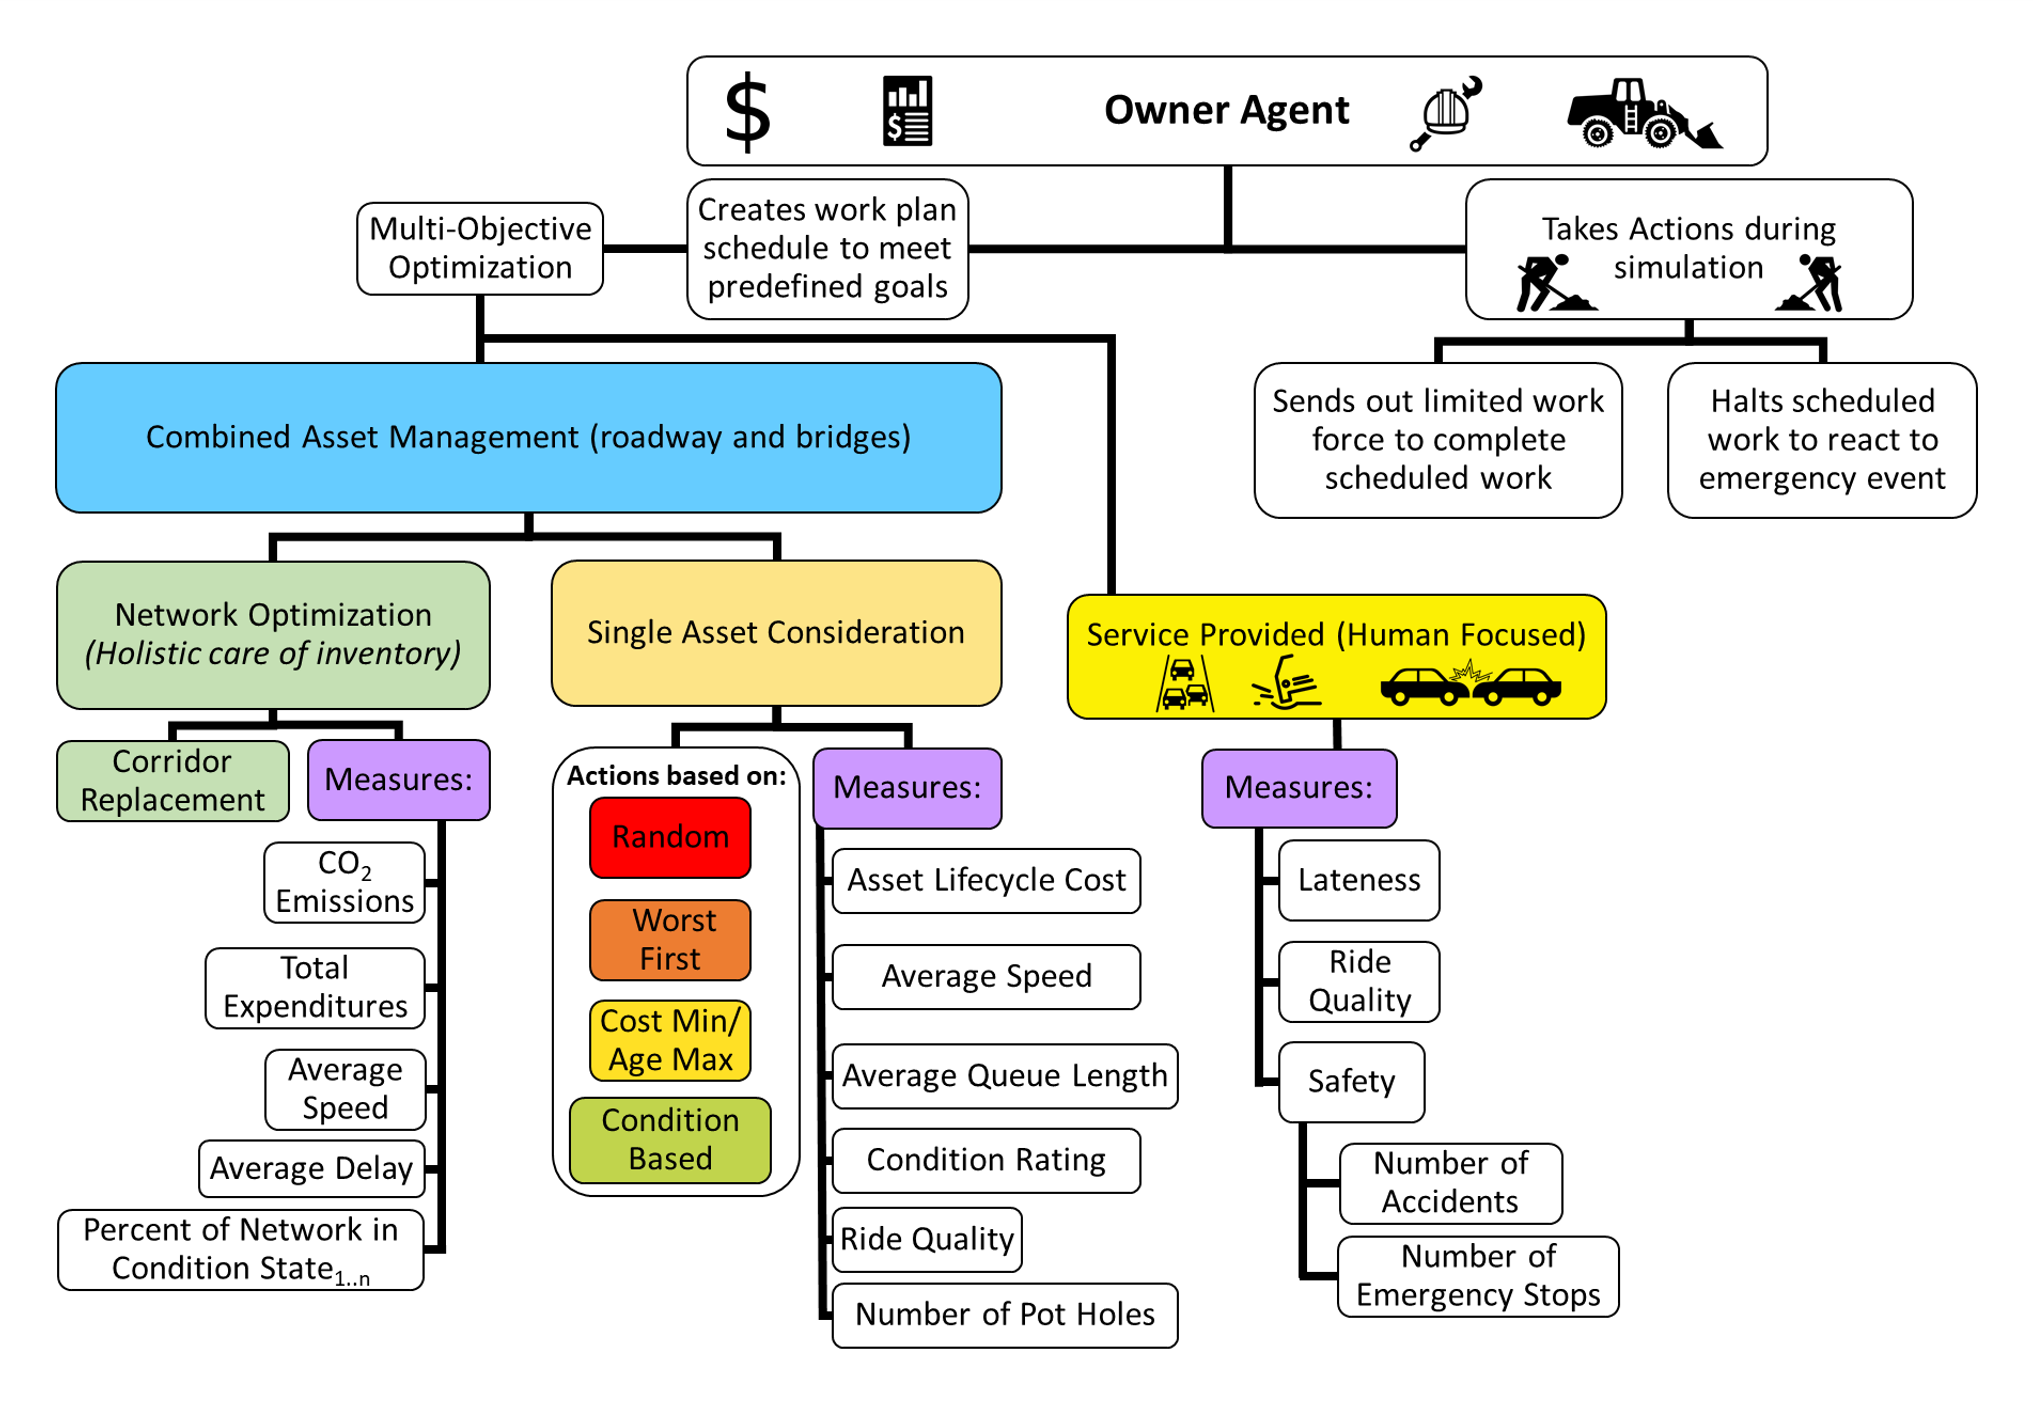 Owner Agent
Multi-Objective
Optimization
Creates work plan
schedule to meet
predefined goals
Takes Actions during
simulation
Sends out limited work
force to complete
scheduled work
Halts scheduled
work to react to
emergency event
Combined Asset Management (roadway and bridges)
Network Optimization
(Holistic care of inventory)
Single Asset Consideration
Service Provided (Human Focused)
Corridor
Replacement
Measures:
CO₂
Emissions
Total
Expenditures
Average
Speed
Average Delay
Percent of Network in
Condition State1..n
Actions based on:
Random
Worst
First
Cost Min/
Age Max
Condition
Based
Measures:
Asset Lifecycle Cost
Average Speed
Average Queue Length
Condition Rating
Ride Quality
Number of Pot Holes
Measures:
Lateness
Ride
Quality
Safety
Number of
Accidents
Number of
Emergency Stops